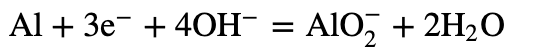 Al + 3e⁻ + 4OH⁻ = AlO₂⁻ + 2H₂O